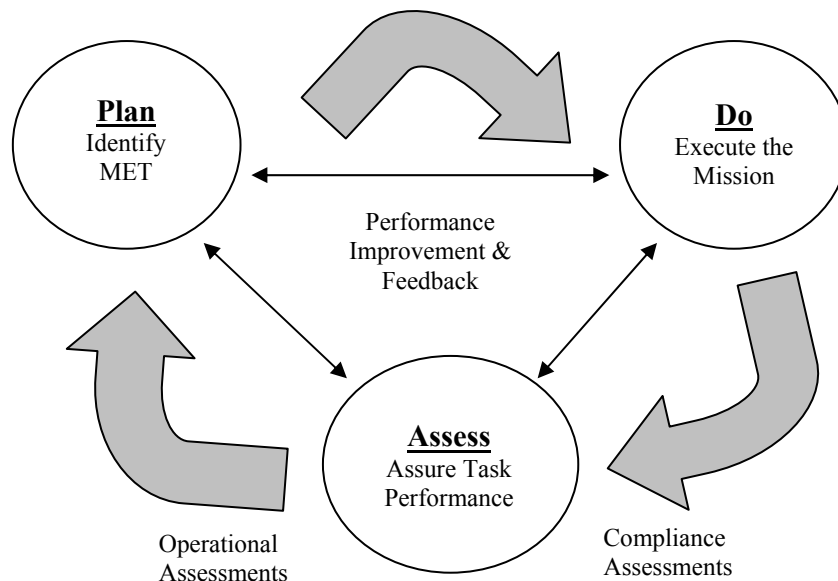 Plan
Identify
MET
Do
Execute the
Mission
Performance
Improvement &
Feedback
Assess
Assure Task
Performance
Operational
Assessments
Compliance
Assessments